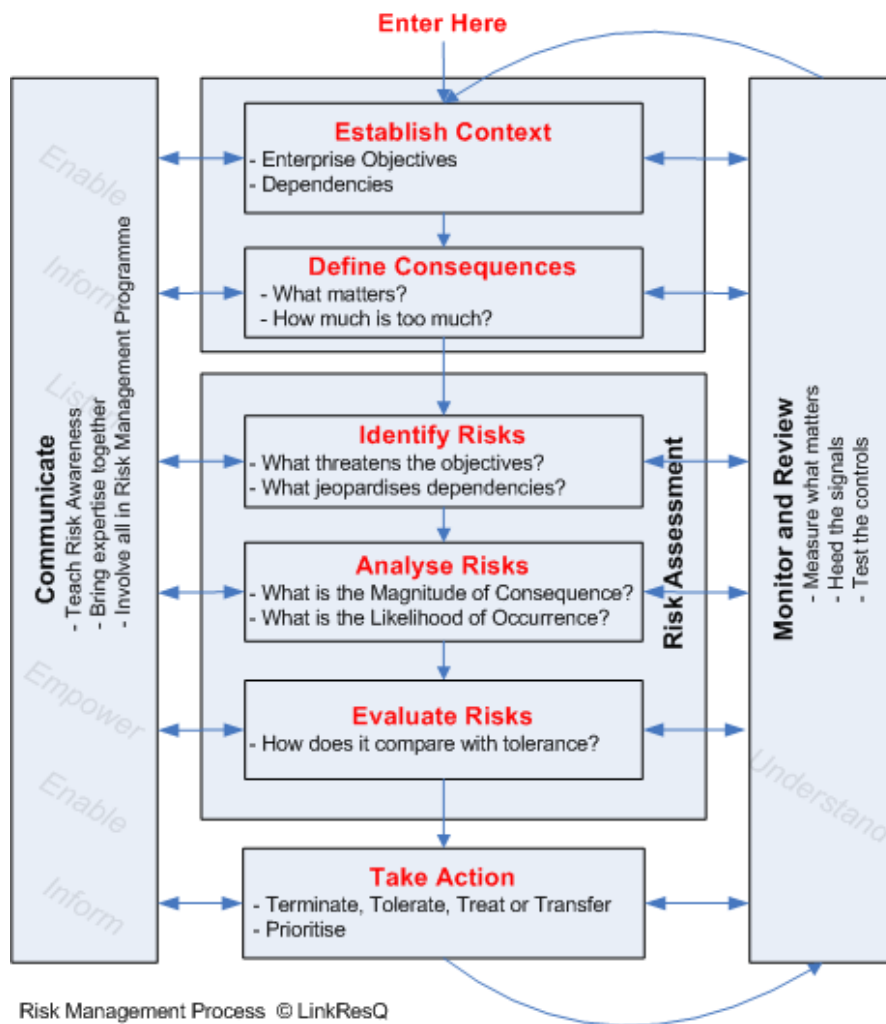 Enter Here
Establish Context
- Enterprise Objectives
- Dependencies
Define Consequences
- What matters?
- How much is too much?
Identify Risks
- What threatens the objectives?
- What jeopardises dependencies?
Analyse Risks
- What is the Magnitude of Consequence?
- What is the Likelihood of Occurrence?
Evaluate Risks
- How does it compare with tolerance?
Risk Assessment
Take Action
- Terminate, Tolerate, Treat or Transfer
- Prioritise
Communicate
- Teach Risk Awareness
- Bring expertise together
- Involve all in Risk Management Programme
Enable
Inform
Listen
Empower
Enable
Inform
Monitor and Review
- Measure what matters
- Heed the signals
- Test the controls
Understand
Risk Management Process © LinkResQ